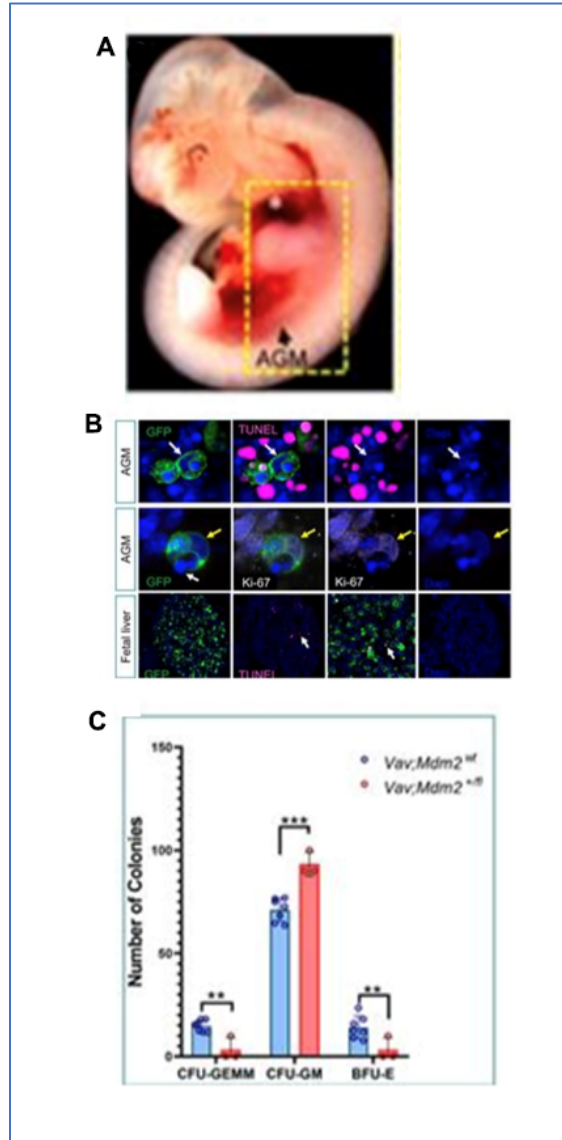 A
AGM
B
AGM
GFP
TUNEL
AGM
GFP
Ki-67
Ki-67
Fetal liver
GFP
TUNEL
C
Number of Colonies
150
100
50
0
Vav;Mdm2
Vav;Mdm2
***
**
**
CFU-GEMM
CFU-GM
BFU-E